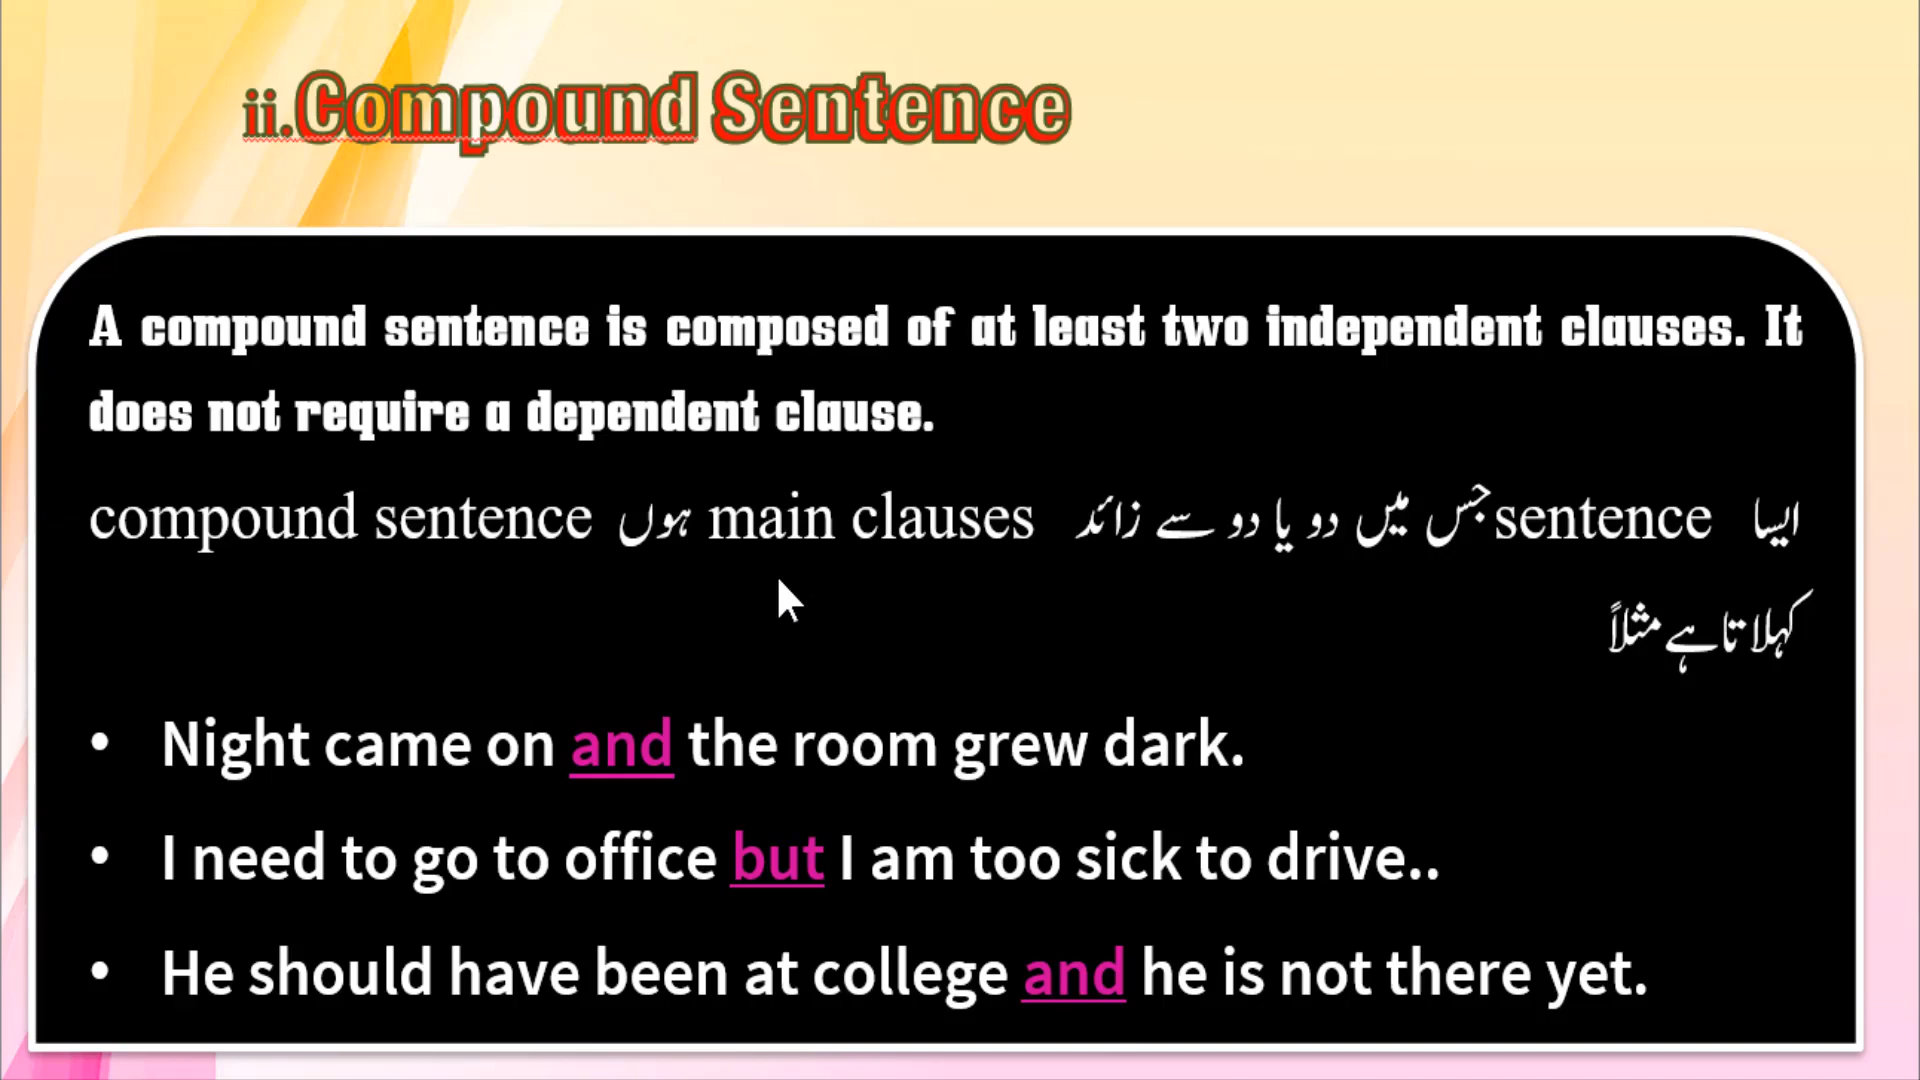 ii.Compound Sentence
A compound sentence is composed of at least two independent clauses. It
does not require a dependent clause.
ایسا sentence جس میں دو یا دو سے زائد main clauses ہوں compound sentence
کہلاتا ہے مثلاً
• Night came on and the room grew dark.
• I need to go to office but I am too sick to drive..
• He should have been at college and he is not there yet.